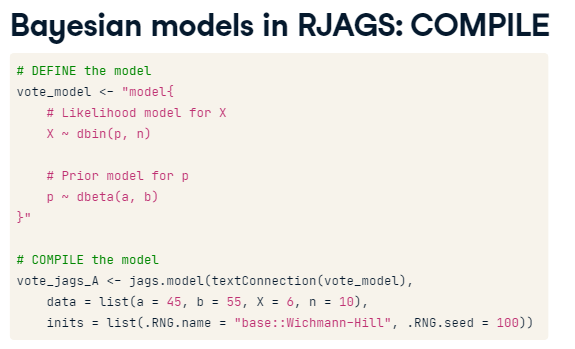 Bayesian models in RJAGS: COMPILE
# DEFINE the model
vote_model <- "model{
    # Likelihood model for X
    X ~ dbin(p, n)

    # Prior model for p
    p ~ dbeta(a, b)
}"

# COMPILE the model
vote_jags_A <- jags.model(textConnection(vote_model),
    data = list(a = 45, b = 55, X = 6, n = 10),
    inits = list(.RNG.name = "base::Wichmann-Hill", .RNG.seed = 100))